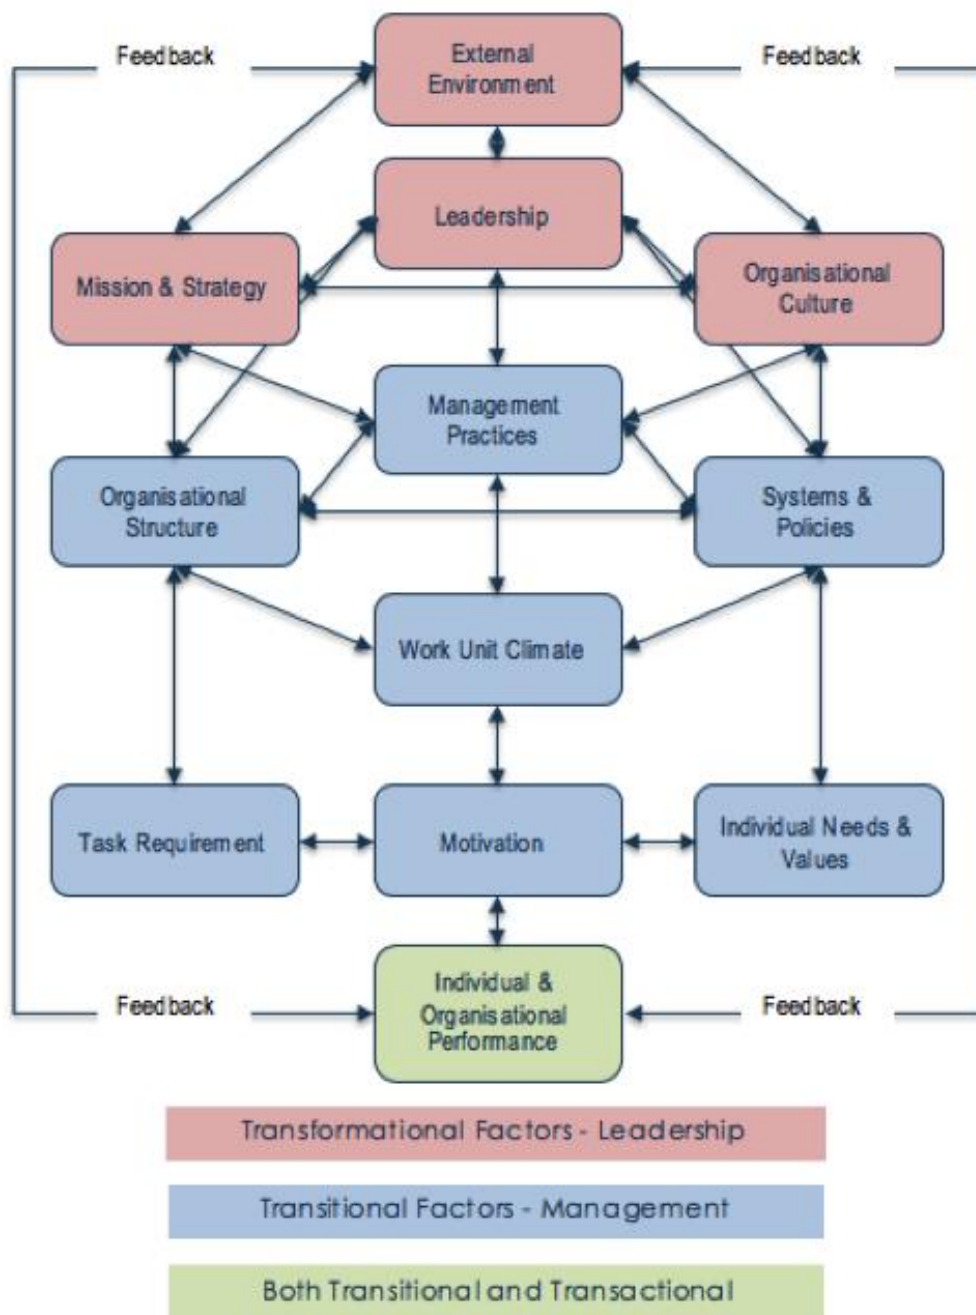 Feedback
External
Environment
Feedback
Leadership
Mission & Strategy
Organisational
Culture
Management
Practices
Organisational
Structure
Systems &
Policies
Work Unit Climate
Task Requirement
Motivation
Individual Needs &
Values
Feedback
Individual &
Organisational
Performance
Feedback
Transformational Factors - Leadership
Transitional Factors - Management
Both Transitional and Transactional